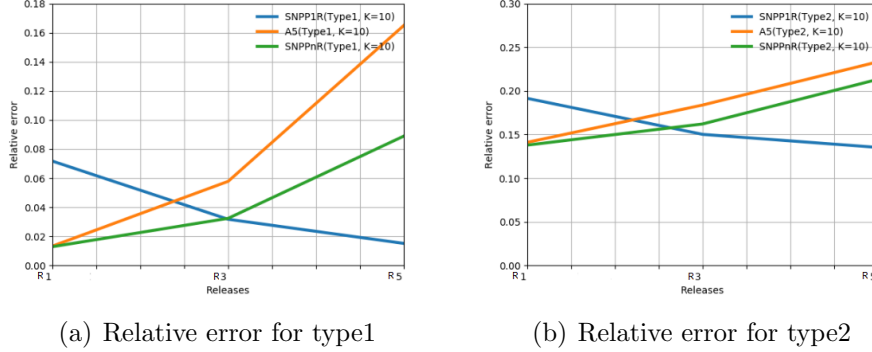 0.18
0.16
0.14
0.12
0.10
0.08
0.06
0.04
0.02
0.00
Relative error
SNPP1R(Type1, K=10)
A5(Type1, K=10)
SNPPnR(Type1, K=10)
R1 R3 R5
Releases
(a) Relative error for type1
0.30
0.25
0.20
0.15
0.10
0.05
0.00
Relative error
SNPP1R(Type2, K=10)
A5(Type2, K=10)
SNPPnR(Type2, K=10)
R1 R3
Releases
(b) Relative error for type2